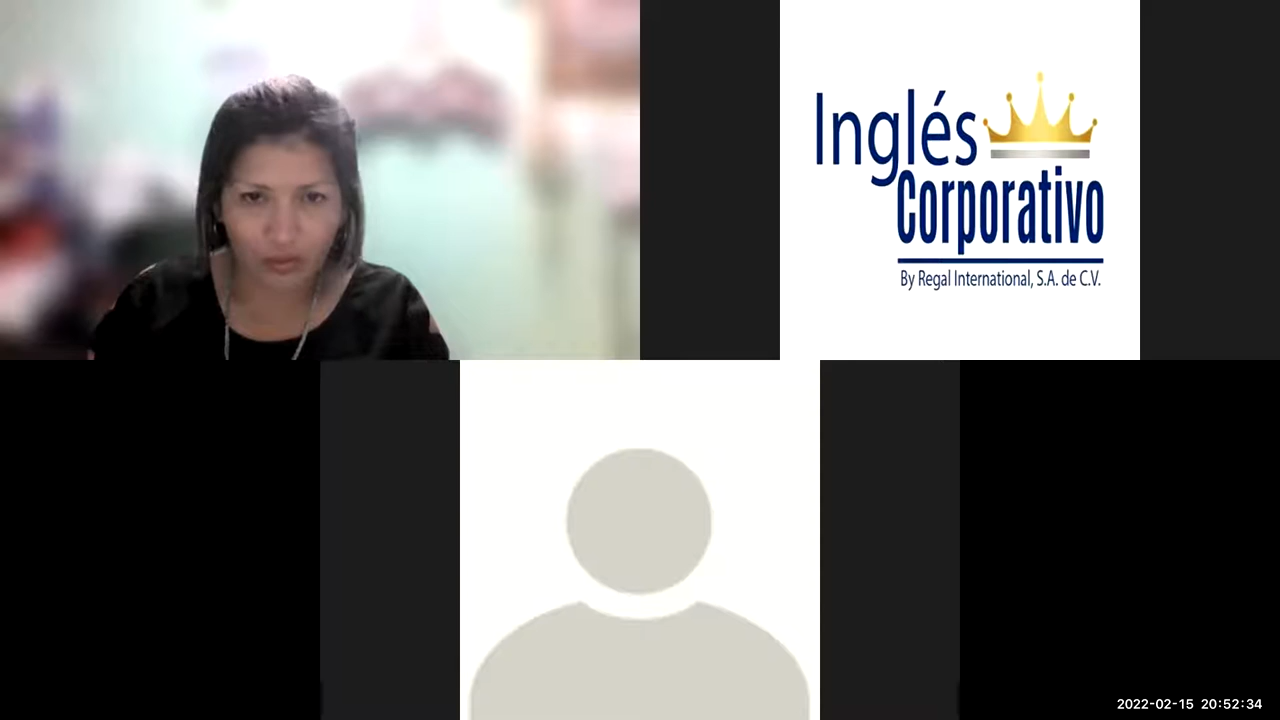 Inglés
Corporativo
By Regal International, S.A. de C.V.
2022-02-15 20:52:34